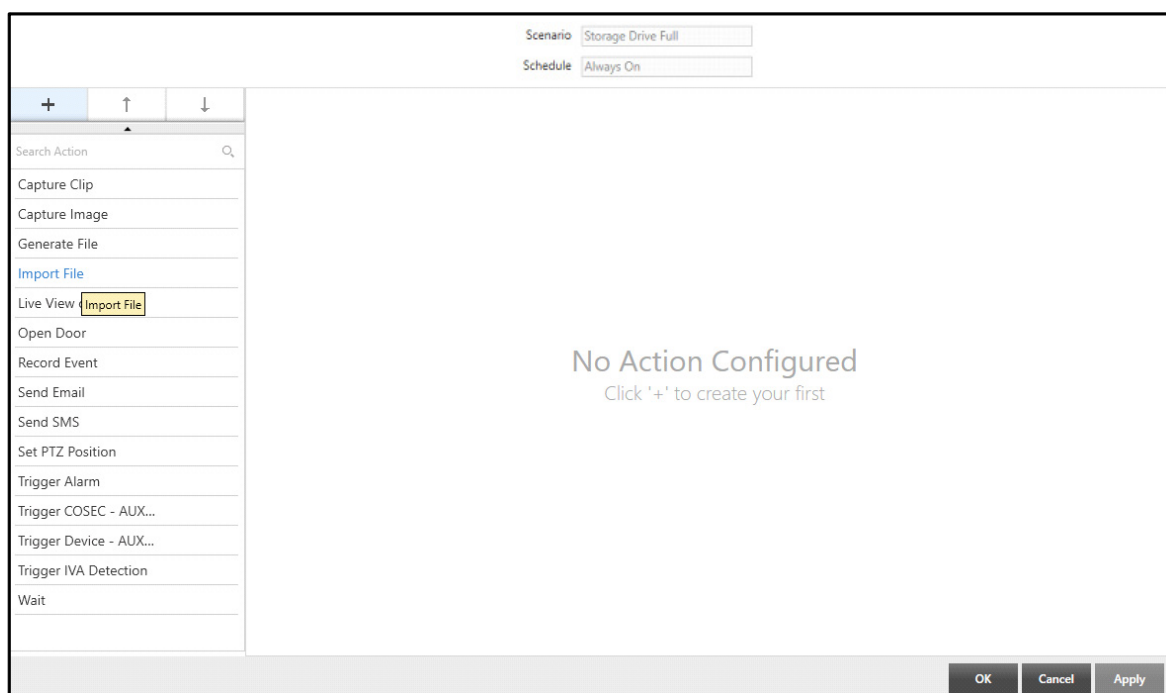 Scenario Storage Drive Full
Schedule Always On
+ ↑ ↓
Search Action
Capture Clip
Capture Image
Generate File
Import File
Live View
Import File
Open Door
Record Event
Send Email
Send SMS
Set PTZ Position
Trigger Alarm
Trigger COSEC - AUX...
Trigger Device - AUX...
Trigger IVA Detection
Wait
No Action Configured
Click '+' to create your first
OK Cancel Apply